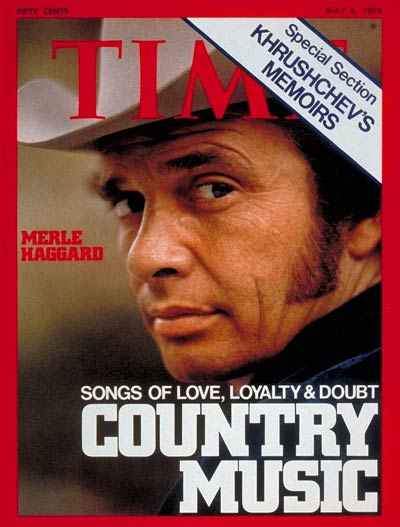 FIFTY CENTS
MAY 6, 1974
TIME
Special Section
KHRUSHCHEV'S
MEMOIRS
MERLE
HAGGARD
SONGS OF LOVE, LOYALTY & DOUBT
COUNTRY
MUSIC